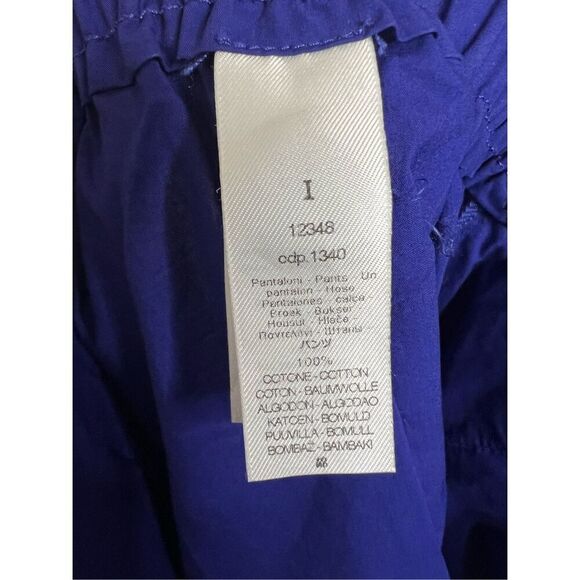 I
12348
cdp.1340
Pantaloni - Pants - Un
pantalon - Hose
Pantalones - calça
Broek - Bukser
Housut - Hlače
Παντελόνι - Штаны
パンツ
100%
COTONE - COTTON
COTON - BAUMWOLLE
ALGODON - ALGODAO
KATOEN - BOMULD
PUUVILLA - BOMULL
BOMBAŽ - BAMBAKI